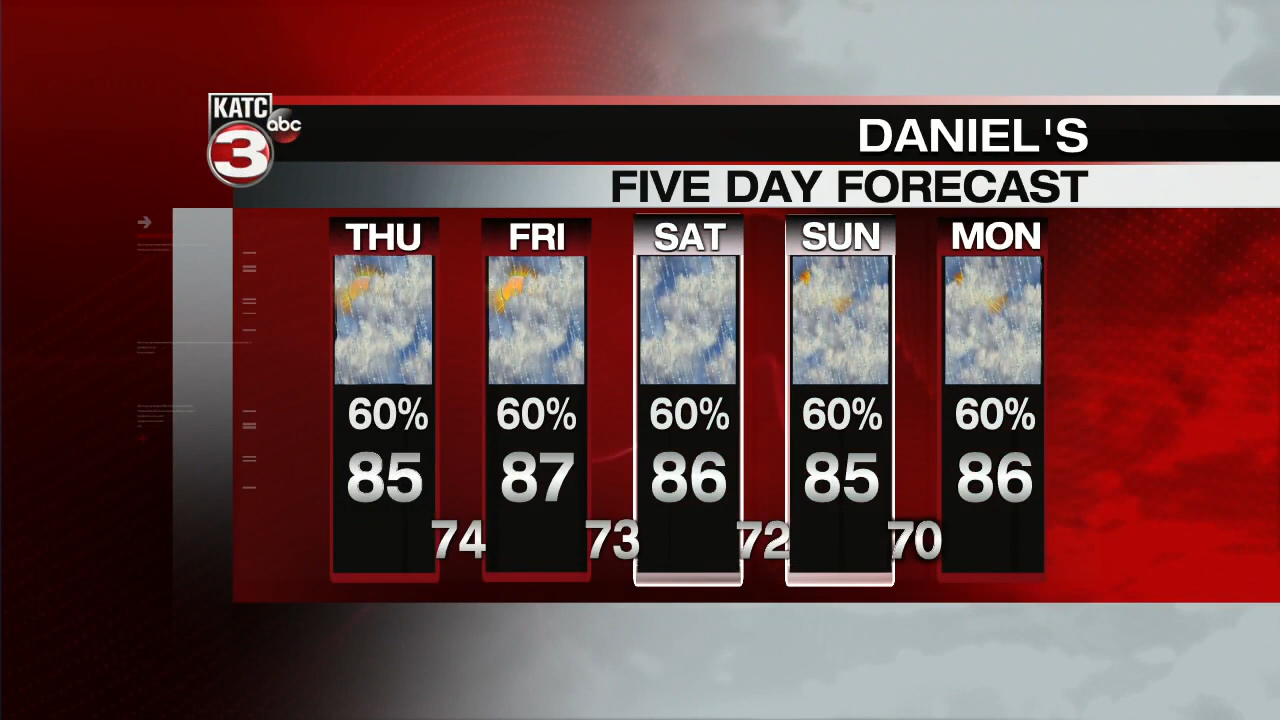 KATC
abc
3
DANIEL'S
FIVE DAY FORECAST
THU FRI SAT SUN MON
60% 60% 60% 60% 60%
85 87 86 85 86
74 73 72 70